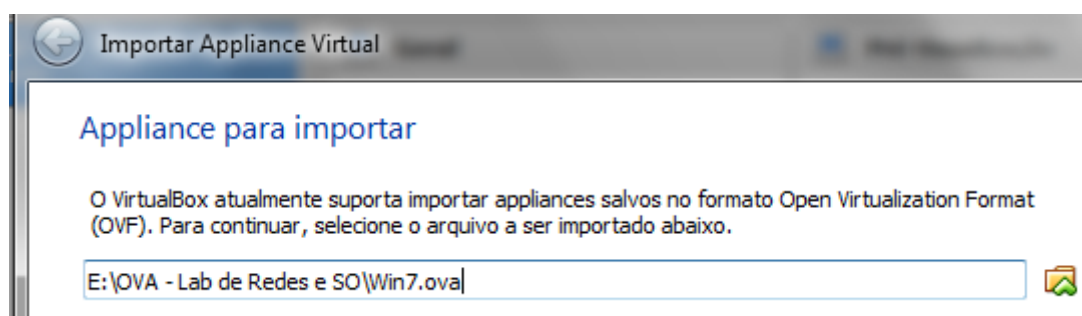 Importar Appliance Virtual
Appliance para importar
O VirtualBox atualmente suporta importar appliances salvos no formato Open Virtualization Format
(OVF). Para continuar, selecione o arquivo a ser importado abaixo.
E:\OVA - Lab de Redes e SO\Win7.ova